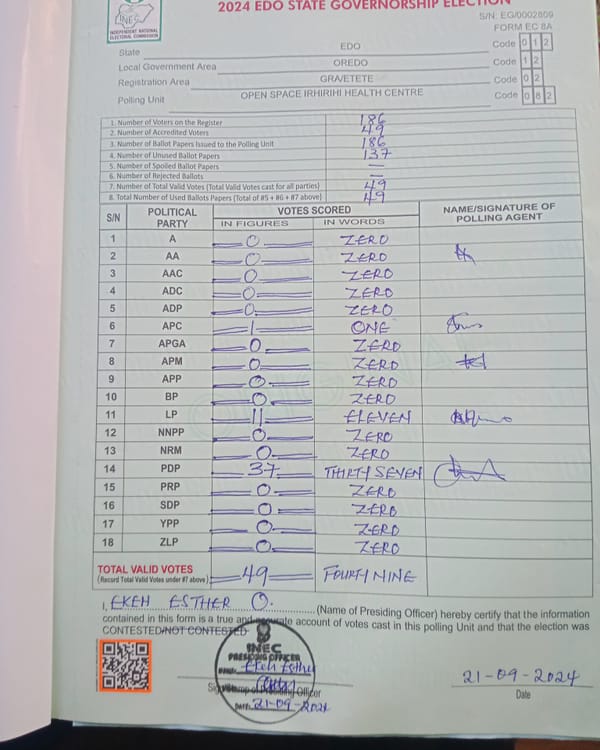 2024 EDO STATE GOVERNORSHIP ELECTION
S/N: EG/0002809
FORM EC 8A
INEC
INDEPENDENT NATIONAL
ELECTORAL COMMISSION
State EDO Code 0 1 2
Local Government Area OREDO Code 1 2
Registration Area GRA/ETETE Code 0 2
Polling Unit OPEN SPACE IRHIRIHI HEALTH CENTRE Code 0 8 2
1. Number of Voters on the Register 186
2. Number of Accredited Voters 49
3. Number of Ballot Papers Issued to the Polling Unit 186
4. Number of Unused Ballot Papers 137
5. Number of Spoiled Ballot Papers —
6. Number of Rejected Ballots —
7. Number of Total Valid Votes (Total Valid Votes cast for all parties) 49
8. Total Number of Used Ballots Papers (Total of #5 + #6 + #7 above) 49
S/N POLITICAL PARTY VOTES SCORED NAME/SIGNATURE OF POLLING AGENT
IN FIGURES IN WORDS
1 A 0 ZERO
2 AA 0 ZERO
3 AAC 0 ZERO
4 ADC 0 ZERO
5 ADP 0 ZERO
6 APC 1 ONE
7 APGA 0 ZERO
8 APM 0 ZERO
9 APP 0 ZERO
10 BP 0 ZERO
11 LP 11 ELEVEN
12 NNPP 0 ZERO
13 NRM 0 ZERO
14 PDP 37 THIRTY SEVEN
15 PRP 0 ZERO
16 SDP 0 ZERO
17 YPP 0 ZERO
18 ZLP 0 ZERO
TOTAL VALID VOTES 49 FOURTY NINE
(Record Total Valid Votes under #7 above)
I, EKEH ESTHER O. (Name of Presiding Officer) hereby certify that the information
contained in this form is a true and accurate account of votes cast in this polling Unit and that the election was
CONTESTED/NOT CONTESTED
INEC
PRESIDING OFFICER
Ekeh Esther
Sign/Stamp of Presiding Officer
DATE: 21-09-2024
21-09-2024
Date